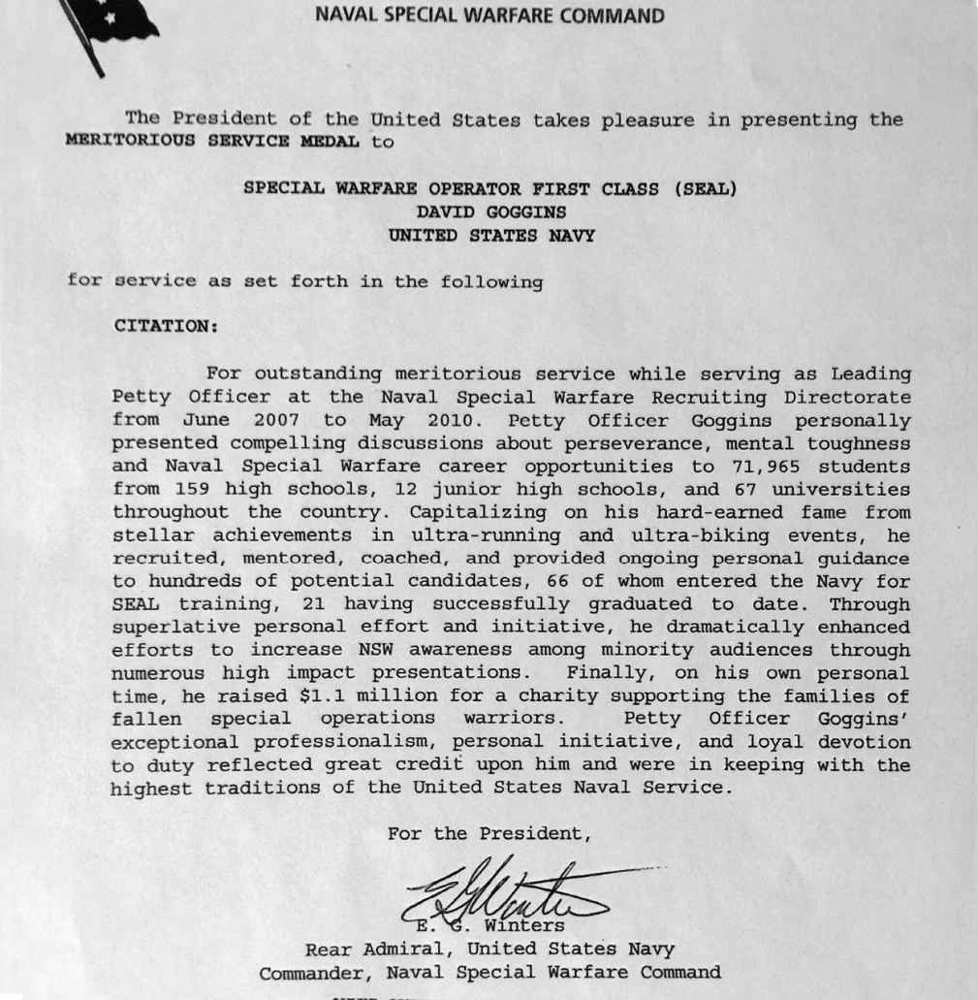 NAVAL SPECIAL WARFARE COMMAND
The President of the United States takes pleasure in presenting the
MERITORIOUS SERVICE MEDAL to
SPECIAL WARFARE OPERATOR FIRST CLASS (SEAL)
DAVID GOGGINS
UNITED STATES NAVY
for service as set forth in the following
CITATION:
For outstanding meritorious service while serving as Leading
Petty Officer at the Naval Special Warfare Recruiting Directorate
from June 2007 to May 2010. Petty Officer Goggins personally
presented compelling discussions about perseverance, mental toughness
and Naval Special Warfare career opportunities to 71,965 students
from 159 high schools, 12 junior high schools, and 67 universities
throughout the country. Capitalizing on his hard-earned fame from
stellar achievements in ultra-running and ultra-biking events, he
recruited, mentored, coached, and provided ongoing personal guidance
to hundreds of potential candidates, 66 of whom entered the Navy for
SEAL training, 21 having successfully graduated to date. Through
superlative personal effort and initiative, he dramatically enhanced
efforts to increase NSW awareness among minority audiences through
numerous high impact presentations. Finally, on his own personal
time, he raised $1.1 million for a charity supporting the families of
fallen special operations warriors. Petty Officer Goggins'
exceptional professionalism, personal initiative, and loyal devotion
to duty reflected great credit upon him and were in keeping with the
highest traditions of the United States Naval Service.
For the President,
E G Winters
E. G. Winters
Rear Admiral, United States Navy
Commander, Naval Special Warfare Command